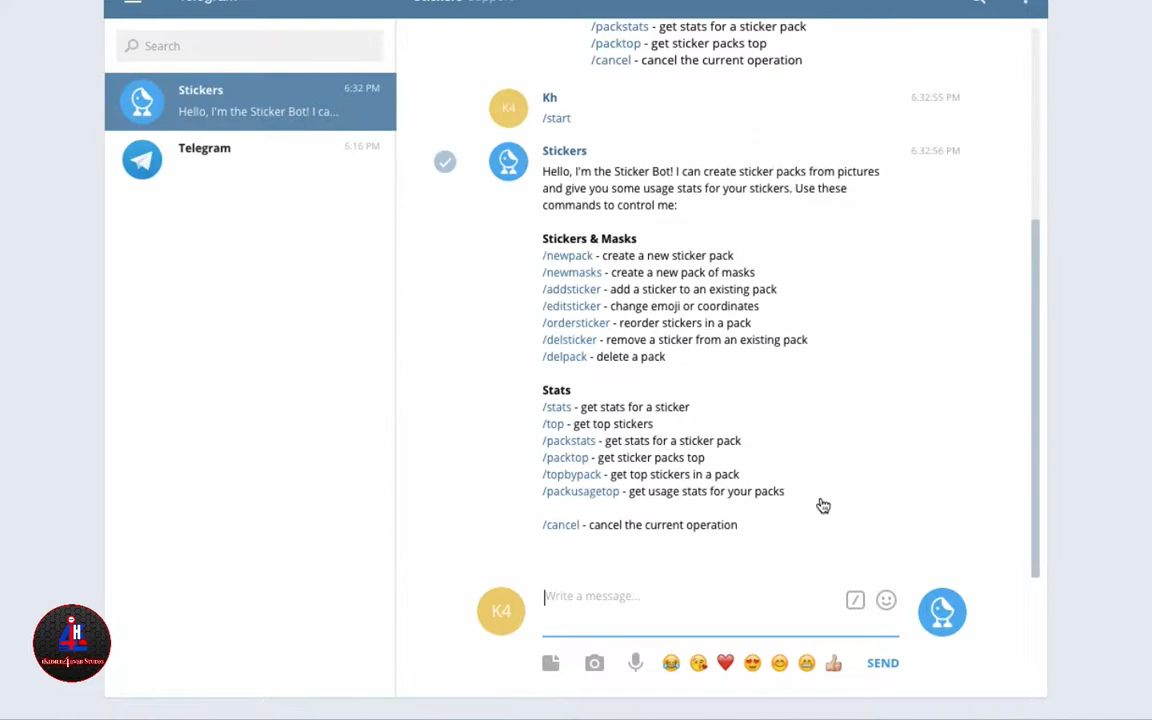 Search
Stickers
6:32 PM
Hello, I'm the Sticker Bot! I ca...
Telegram
6:16 PM
/packstats - get stats for a sticker pack
/packtop - get sticker packs top
/cancel - cancel the current operation
K4
Kh
6:32:55 PM
/start
Stickers
6:32:56 PM
Hello, I'm the Sticker Bot! I can create sticker packs from pictures
and give you some usage stats for your stickers. Use these
commands to control me:
Stickers & Masks
/newpack - create a new sticker pack
/newmasks - create a new pack of masks
/addsticker - add a sticker to an existing pack
/editsticker - change emoji or coordinates
/ordersticker - reorder stickers in a pack
/delsticker - remove a sticker from an existing pack
/delpack - delete a pack
Stats
/stats - get stats for a sticker
/top - get top stickers
/packstats - get stats for a sticker pack
/packtop - get sticker packs top
/topbypack - get top stickers in a pack
/packusagetop - get usage stats for your packs
/cancel - cancel the current operation
K4
Write a message...
SEND
4H